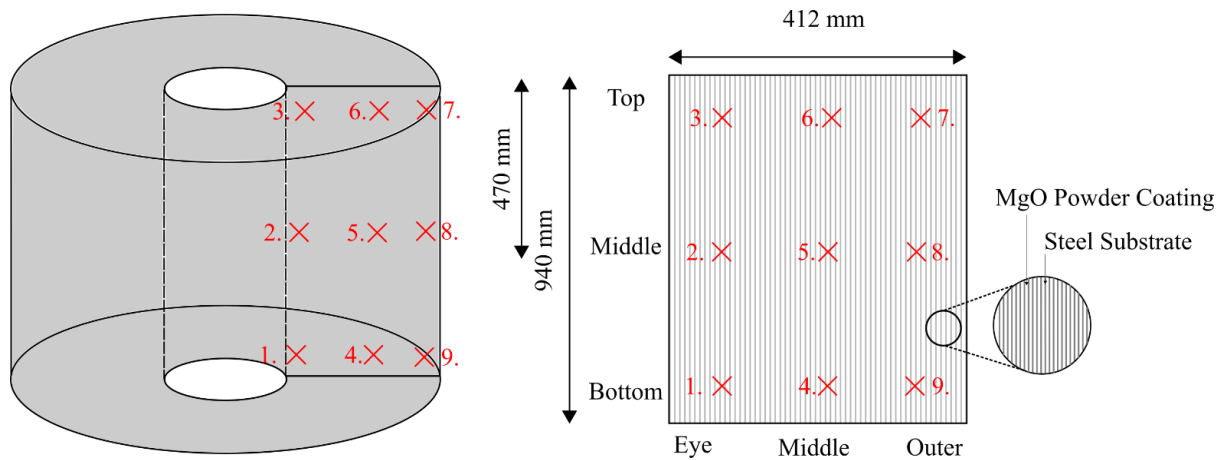 412 mm
3.
6.
7.
470 mm
940 mm
2.
5.
8.
1.
4.
9.
Top
3.
6.
7.
MgO Powder Coating
Steel Substrate
Middle
2.
5.
8.
Bottom
1.
4.
9.
Eye
Middle
Outer